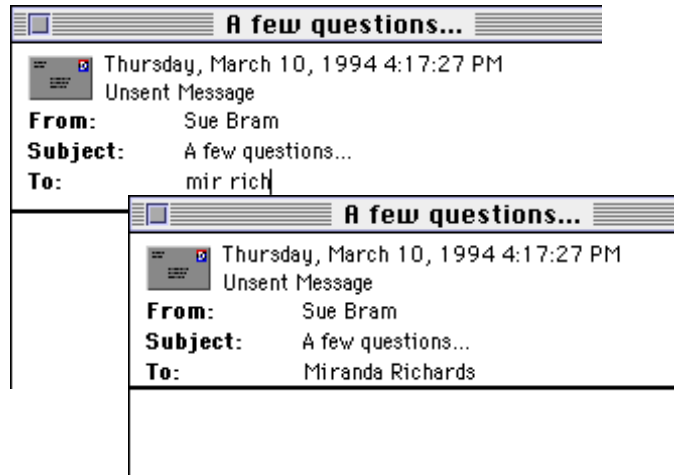 A few questions...
Thursday, March 10, 1994 4:17:27 PM
Unsent Message
From: Sue Bram
Subject: A few questions...
To: mir rich
A few questions...
Thursday, March 10, 1994 4:17:27 PM
Unsent Message
From: Sue Bram
Subject: A few questions...
To: Miranda Richards